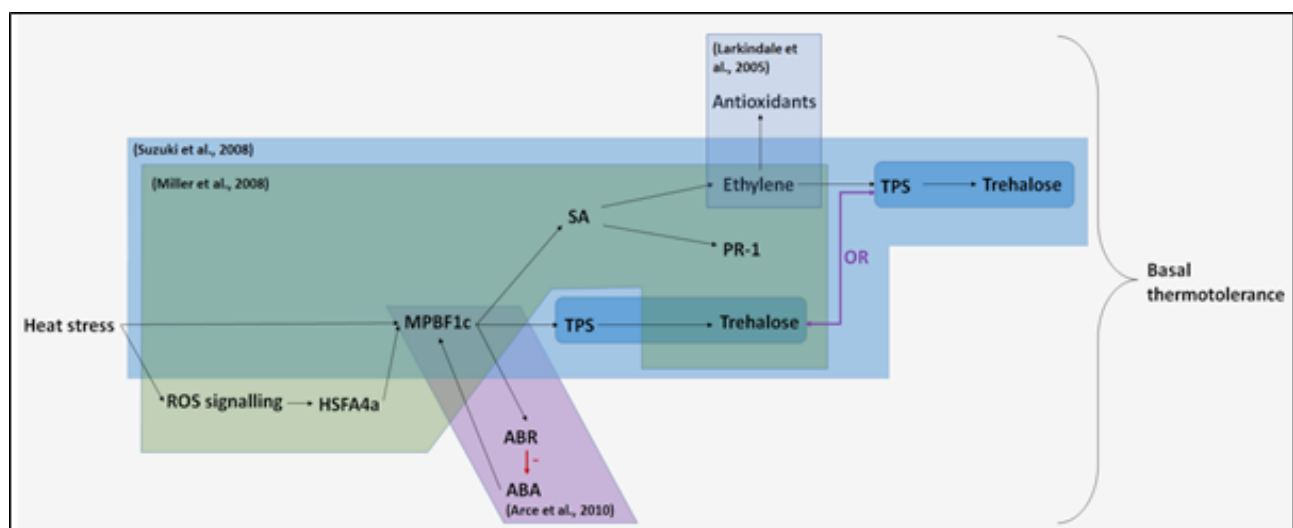 (Larkindale et
al., 2005)
Antioxidants
(Suzuki et al., 2008)
(Miller et al., 2008)
Ethylene
TPS
Trehalose
SA
PR-1
OR
Basal
thermotolerance
Heat stress
MPBF1c
TPS
Trehalose
ROS signalling
HSFA4a
ABR
-
ABA
(Arce et al., 2010)